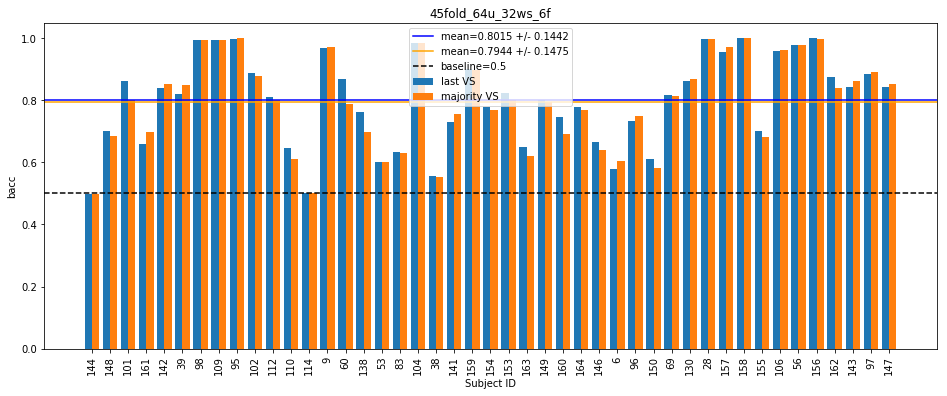 45fold_64u_32ws_6f
mean=0.8015 +/- 0.1442
mean=0.7944 +/- 0.1475
baseline=0.5
last VS
majority VS
bacc
1.0
0.8
0.6
0.4
0.2
0.0
144 148 101 161 142 39 98 109 95 102 112 110 114 9 60 138 53 83 104 38 141 159 154 153 163 149 160 164 146 6 96 150 69 130 28 157 158 155 106 56 156 162 143 97 147
Subject ID